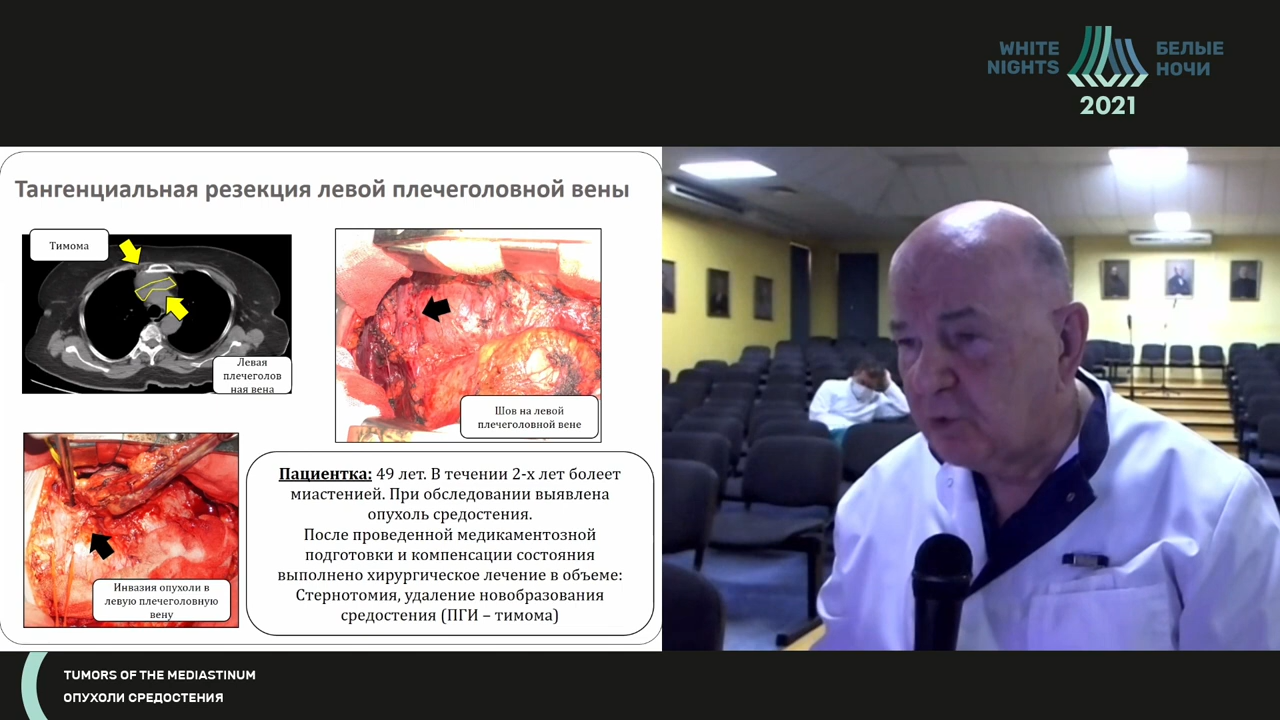 WHITE
NIGHTS
БЕЛЫЕ
НОЧИ
2021
Тангенциальная резекция левой плечеголовной вены
Тимома
Левая
плечеголов
ная вена
Шов на левой
плечеголовной вене
Инвазия опухоли в
левую плечеголовную
вену
Пациентка: 49 лет. В течении 2-х лет болеет
миастенией. При обследовании выявлена
опухоль средостения.
После проведенной медикаментозной
подготовки и компенсации состояния
выполнено хирургическое лечение в объеме:
Стернотомия, удаление новобразования
средостения (ПГИ – тимома)
TUMORS OF THE MEDIASTINUM
ОПУХОЛИ СРЕДОСТЕНИЯ